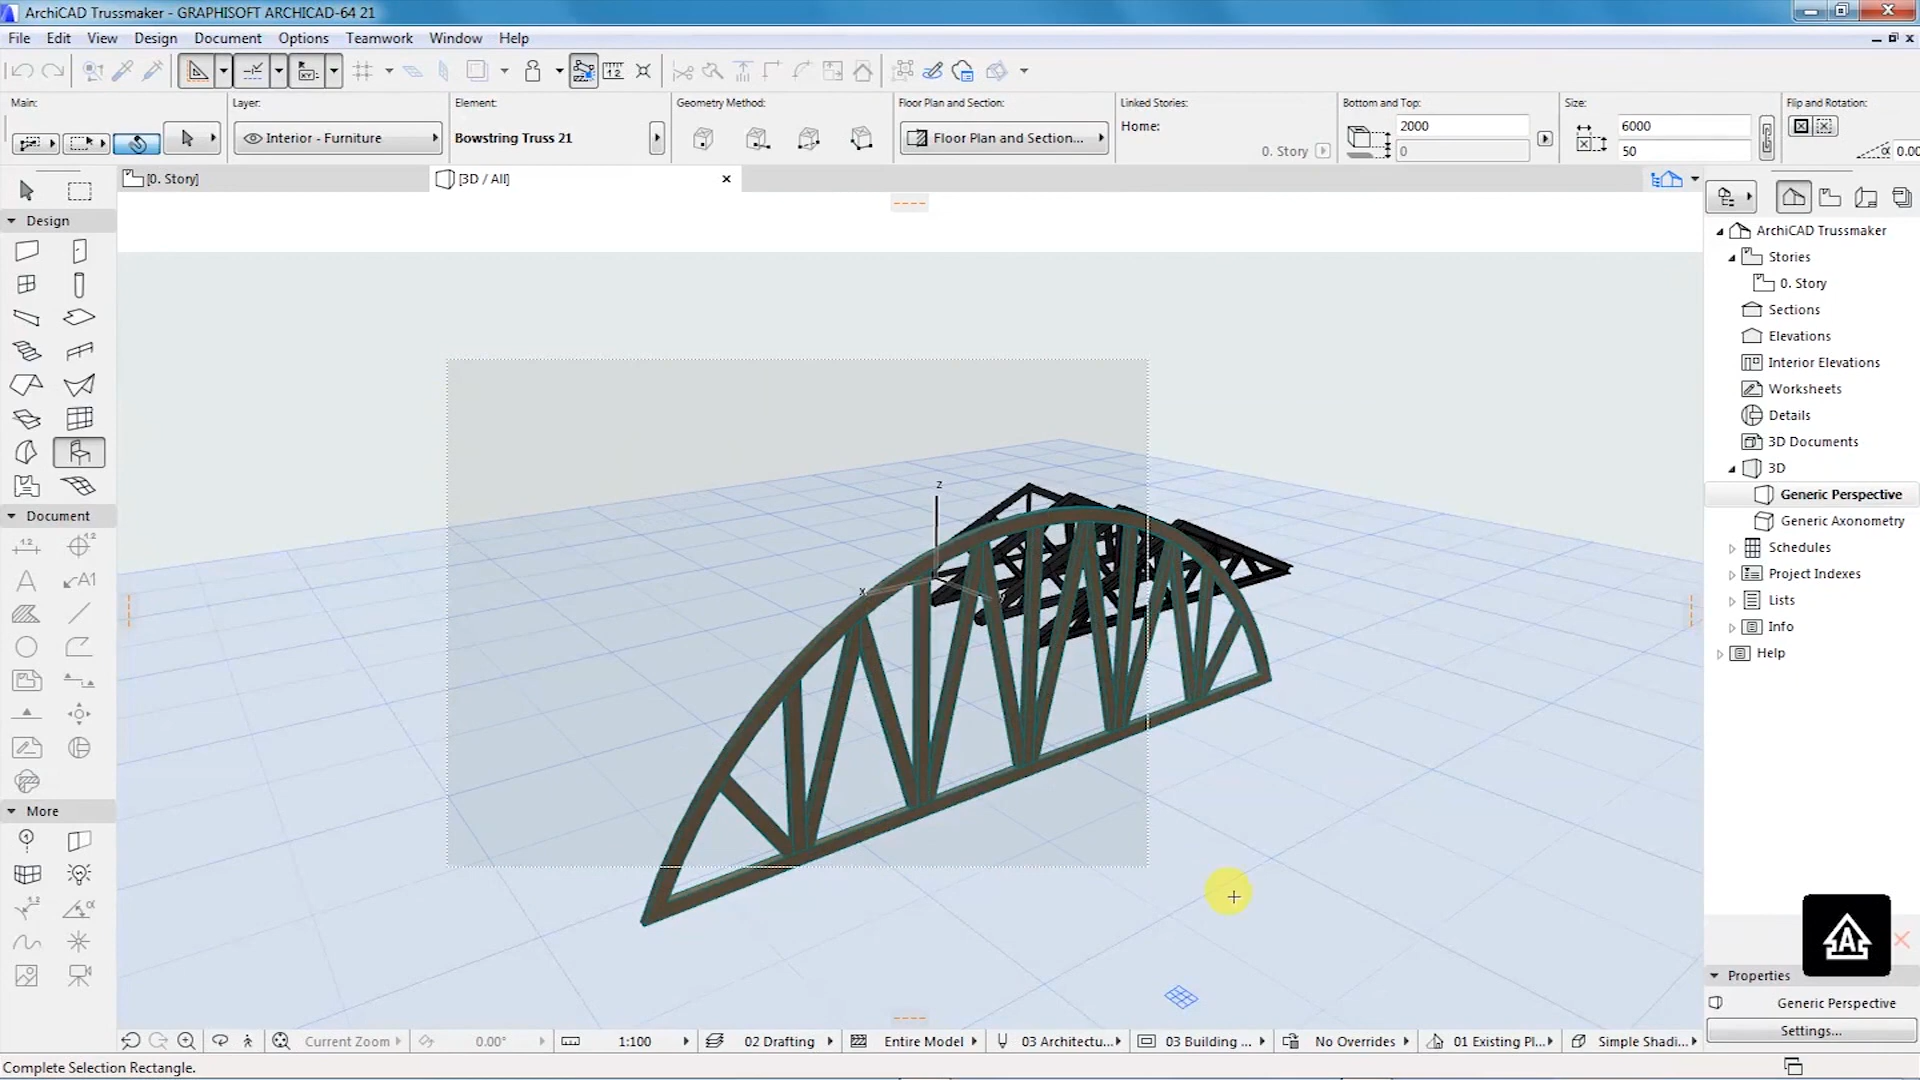 ArchiCAD Trussmaker - GRAPHISOFT ARCHICAD-64 21
File Edit View Design Document Options Teamwork Window Help
Main: Layer: Element: Geometry Method: Floor Plan and Section: Linked Stories: Bottom and Top: Size: Flip and Rotation:
Interior - Furniture
Bowstring Truss 21
Floor Plan and Section...
Home:
0. Story
2000
0
6000
50
0.00
[0. Story]
[3D / All]
Design
Document
More
z
x
ArchiCAD Trussmaker
Stories
0. Story
Sections
Elevations
Interior Elevations
Worksheets
Details
3D Documents
3D
Generic Perspective
Generic Axonometry
Schedules
Project Indexes
Lists
Info
Help
Properties
Generic Perspective
Settings...
Current Zoom
0.00°
1:100
02 Drafting
Entire Model
03 Architectu...
03 Building ...
No Overrides
01 Existing Pl...
Simple Shadi...
Complete Selection Rectangle.